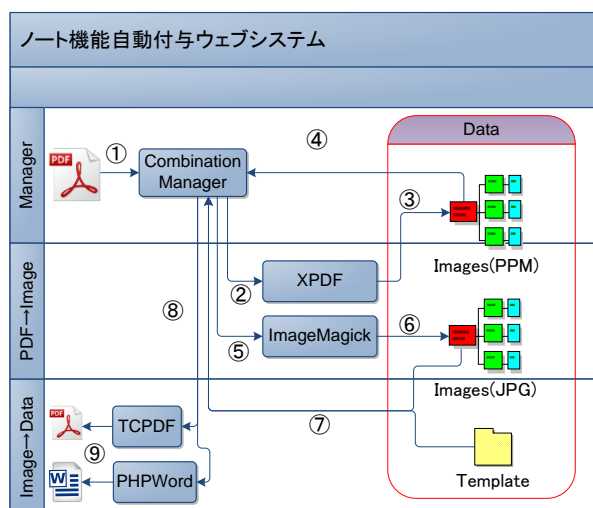 ノート機能自動付与ウェブシステム
Manager
PDF→Image
Image→Data
Data
PDF
①
Combination
Manager
④
③
Images(PPM)
②
XPDF
⑧
⑤
ImageMagick
⑥
Images(JPG)
PDF
TCPDF
⑦
⑨
W
PHPWord
Template